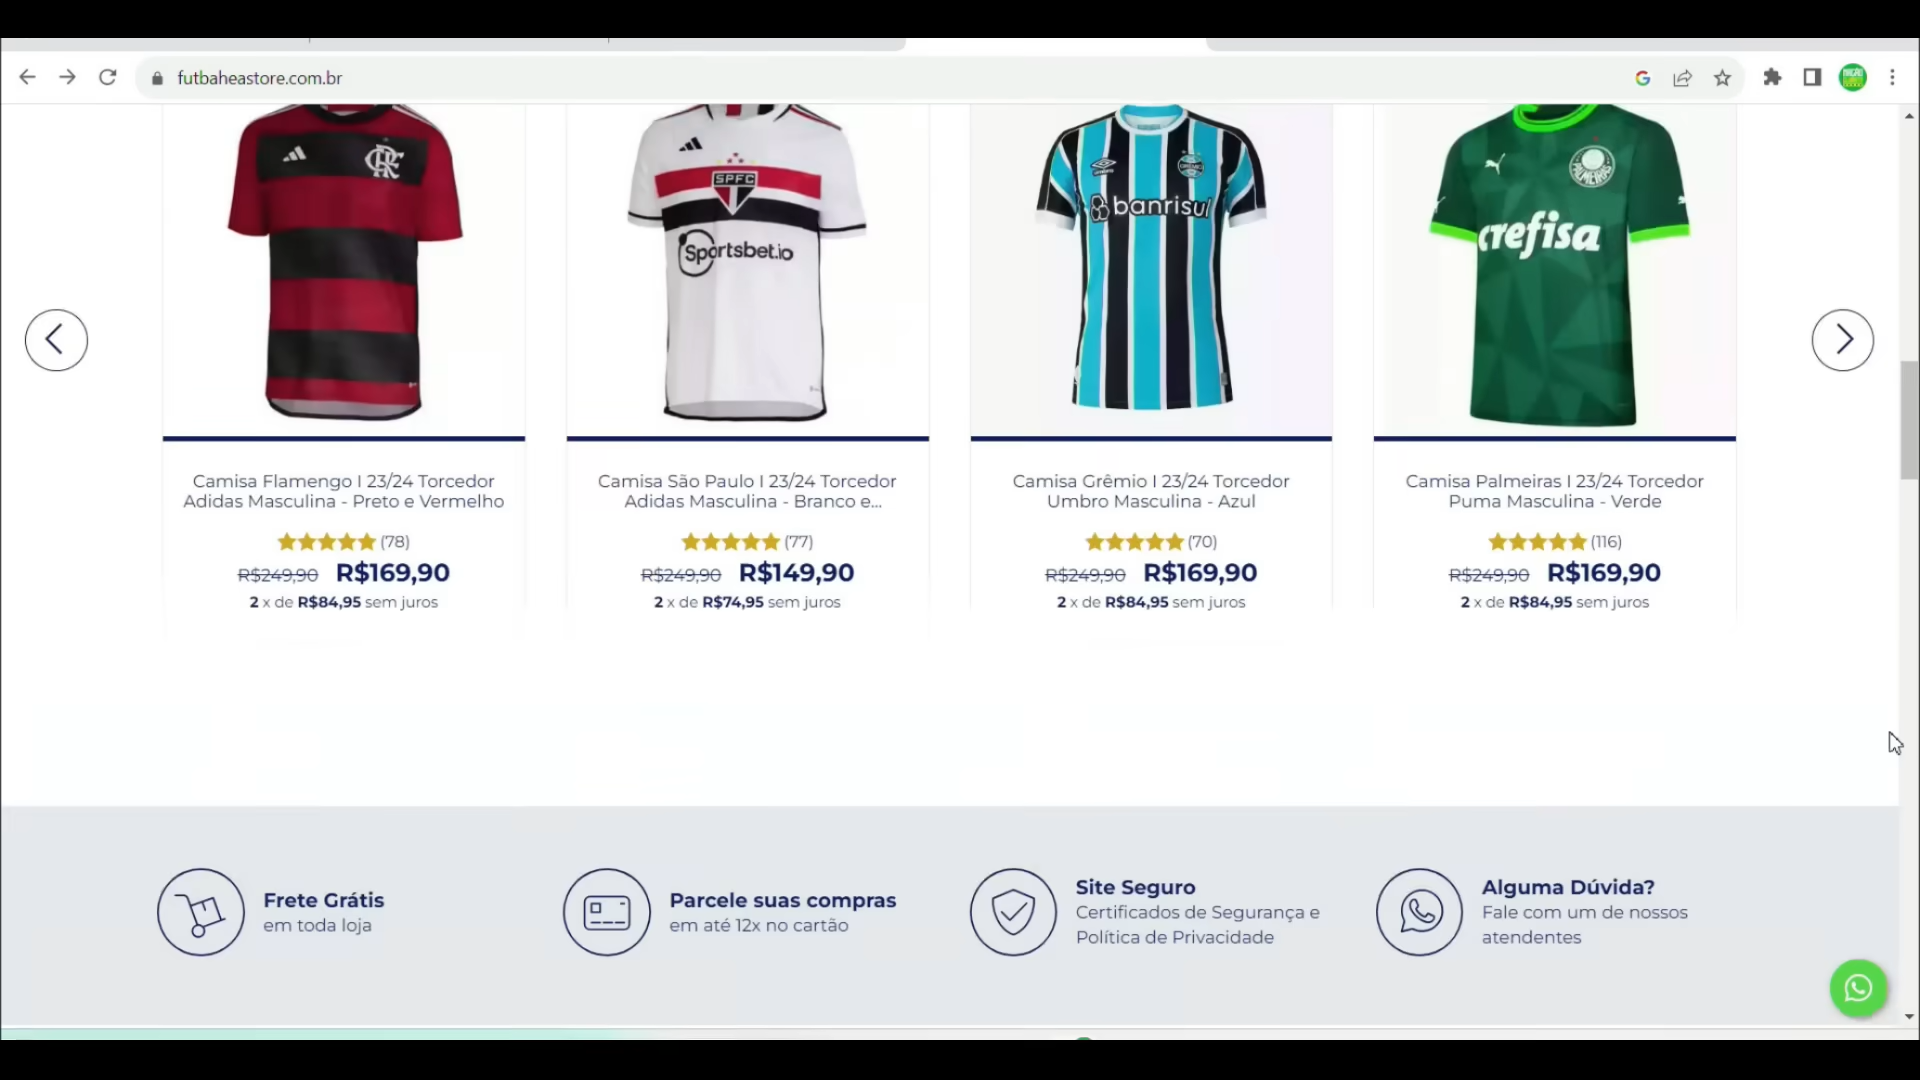 futbaheastore.com.br
SPFC
Sportsbet.io
banrisul
PALMEIRAS
crefisa
Camisa Flamengo I 23/24 Torcedor
Adidas Masculina - Preto e Vermelho
(78)
R$249,90 R$169,90
2 x de R$84,95 sem juros
Camisa São Paulo I 23/24 Torcedor
Adidas Masculina - Branco e...
(77)
R$249,90 R$149,90
2 x de R$74,95 sem juros
Camisa Grêmio I 23/24 Torcedor
Umbro Masculina - Azul
(70)
R$249,90 R$169,90
2 x de R$84,95 sem juros
Camisa Palmeiras I 23/24 Torcedor
Puma Masculina - Verde
(116)
R$249,90 R$169,90
2 x de R$84,95 sem juros
Frete Grátis
em toda loja
Parcele suas compras
em até 12x no cartão
Site Seguro
Certificados de Segurança e
Política de Privacidade
Alguma Dúvida?
Fale com um de nossos
atendentes